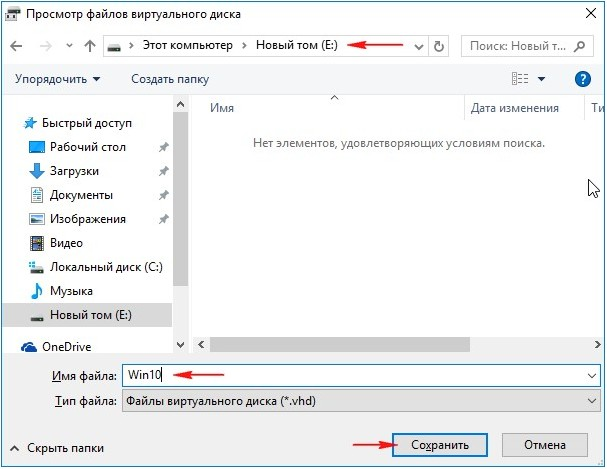 Просмотр файлов виртуального диска
Этот компьютер > Новый том (E:)
Поиск: Новый т...
Упорядочить
Создать папку
Имя
Дата изменения
Ти
Быстрый доступ
Рабочий стол
Загрузки
Документы
Изображения
Видео
Локальный диск (C:)
Музыка
Новый том (E:)
OneDrive
Нет элементов, удовлетворяющих условиям поиска.
Имя файла: Win10
Тип файла: Файлы виртуального диска (*.vhd)
Скрыть папки
Сохранить
Отмена